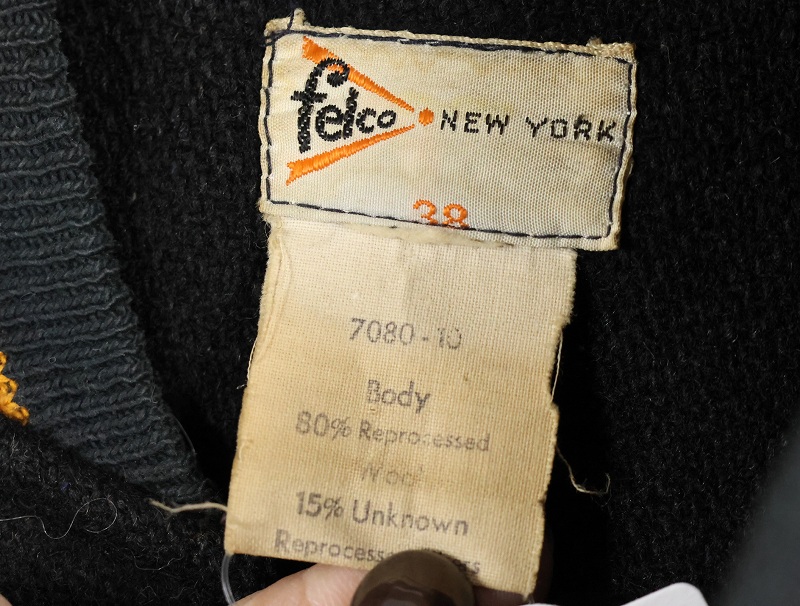 felco NEW YORK
38
7080-10
Body
80% Reprocessed
Wool
15% Unknown